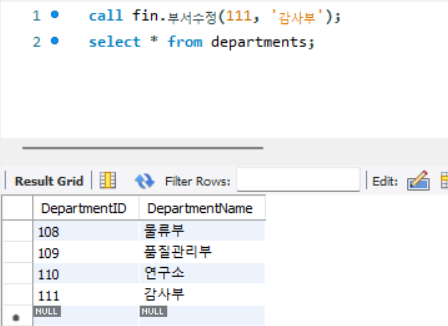 1 call fin.부서수정(111, '감사부');
2 select * from departments;
Result Grid Filter Rows: Edit:
DepartmentID DepartmentName
108 물류부
109 품질관리부
110 연구소
111 감사부
* NULL NULL